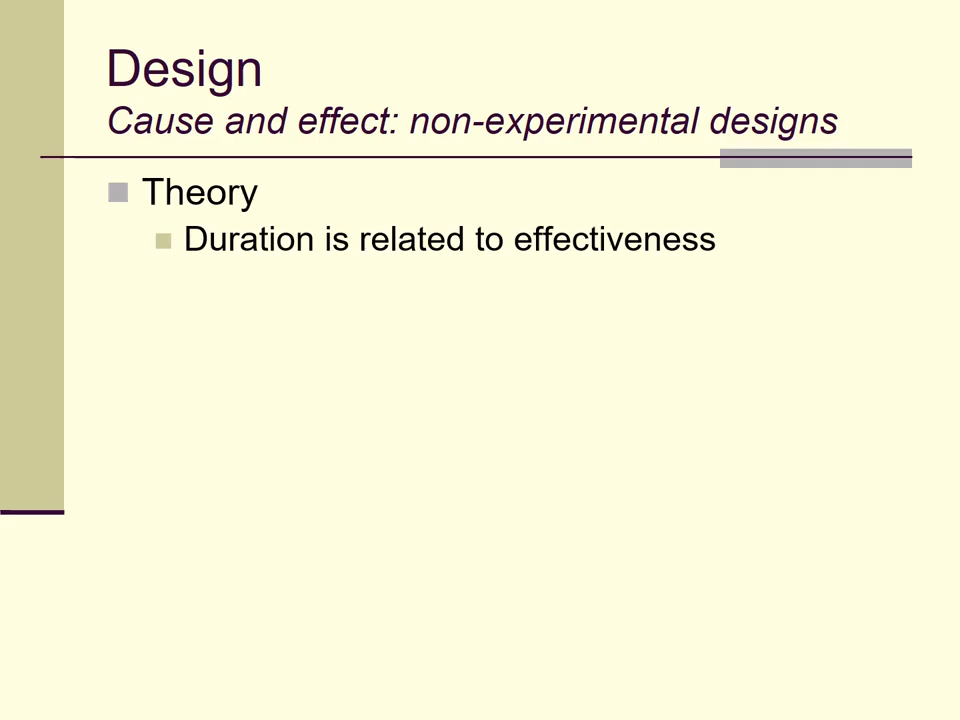 Design
Cause and effect: non-experimental designs
Theory
Duration is related to effectiveness